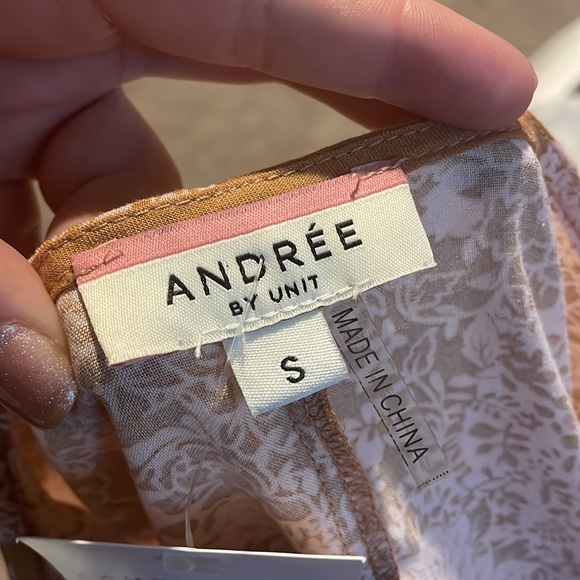 ANDRÉE
BY UNIT
S
MADE IN CHINA